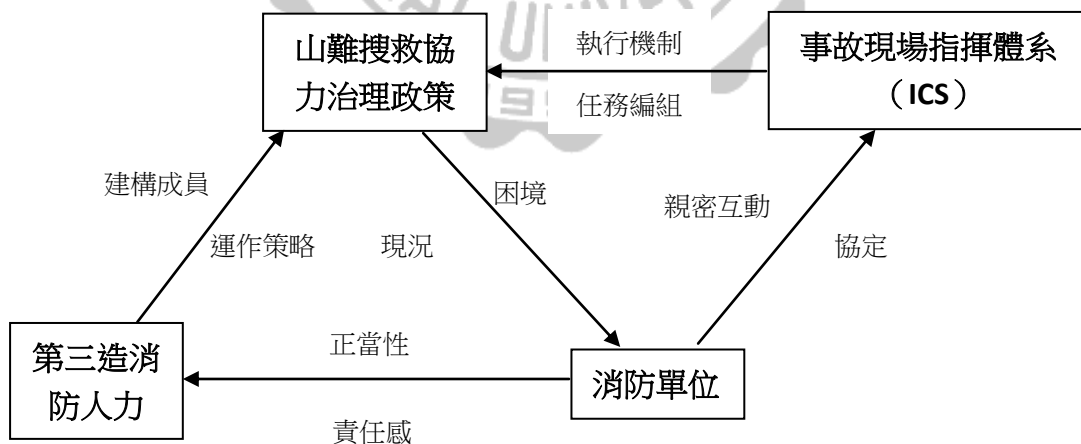 山難搜救協
力治理政策
執行機制
任務編組
事故現場指揮體系
（ICS）
建構成員
運作策略
現況
困境
親密互動
協定
第三造消
防人力
正當性
責任感
消防單位